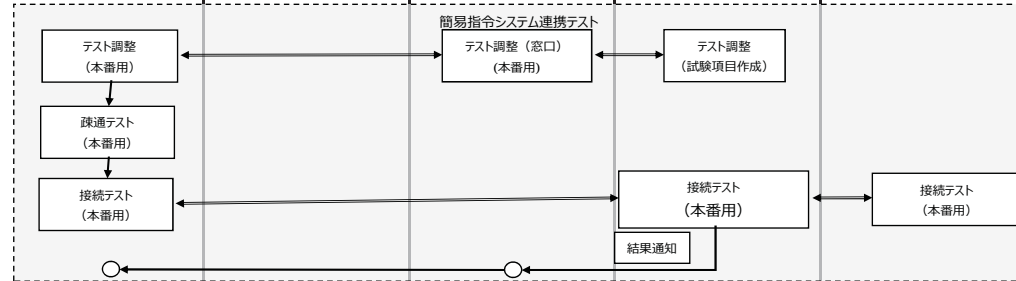 簡易指令システム連携テスト
テスト調整
（本番用）
テスト調整（窓口）
(本番用)
テスト調整
（試験項目作成）
疎通テスト
（本番用）
接続テスト
（本番用）
接続テスト
（本番用）
接続テスト
（本番用）
結果通知